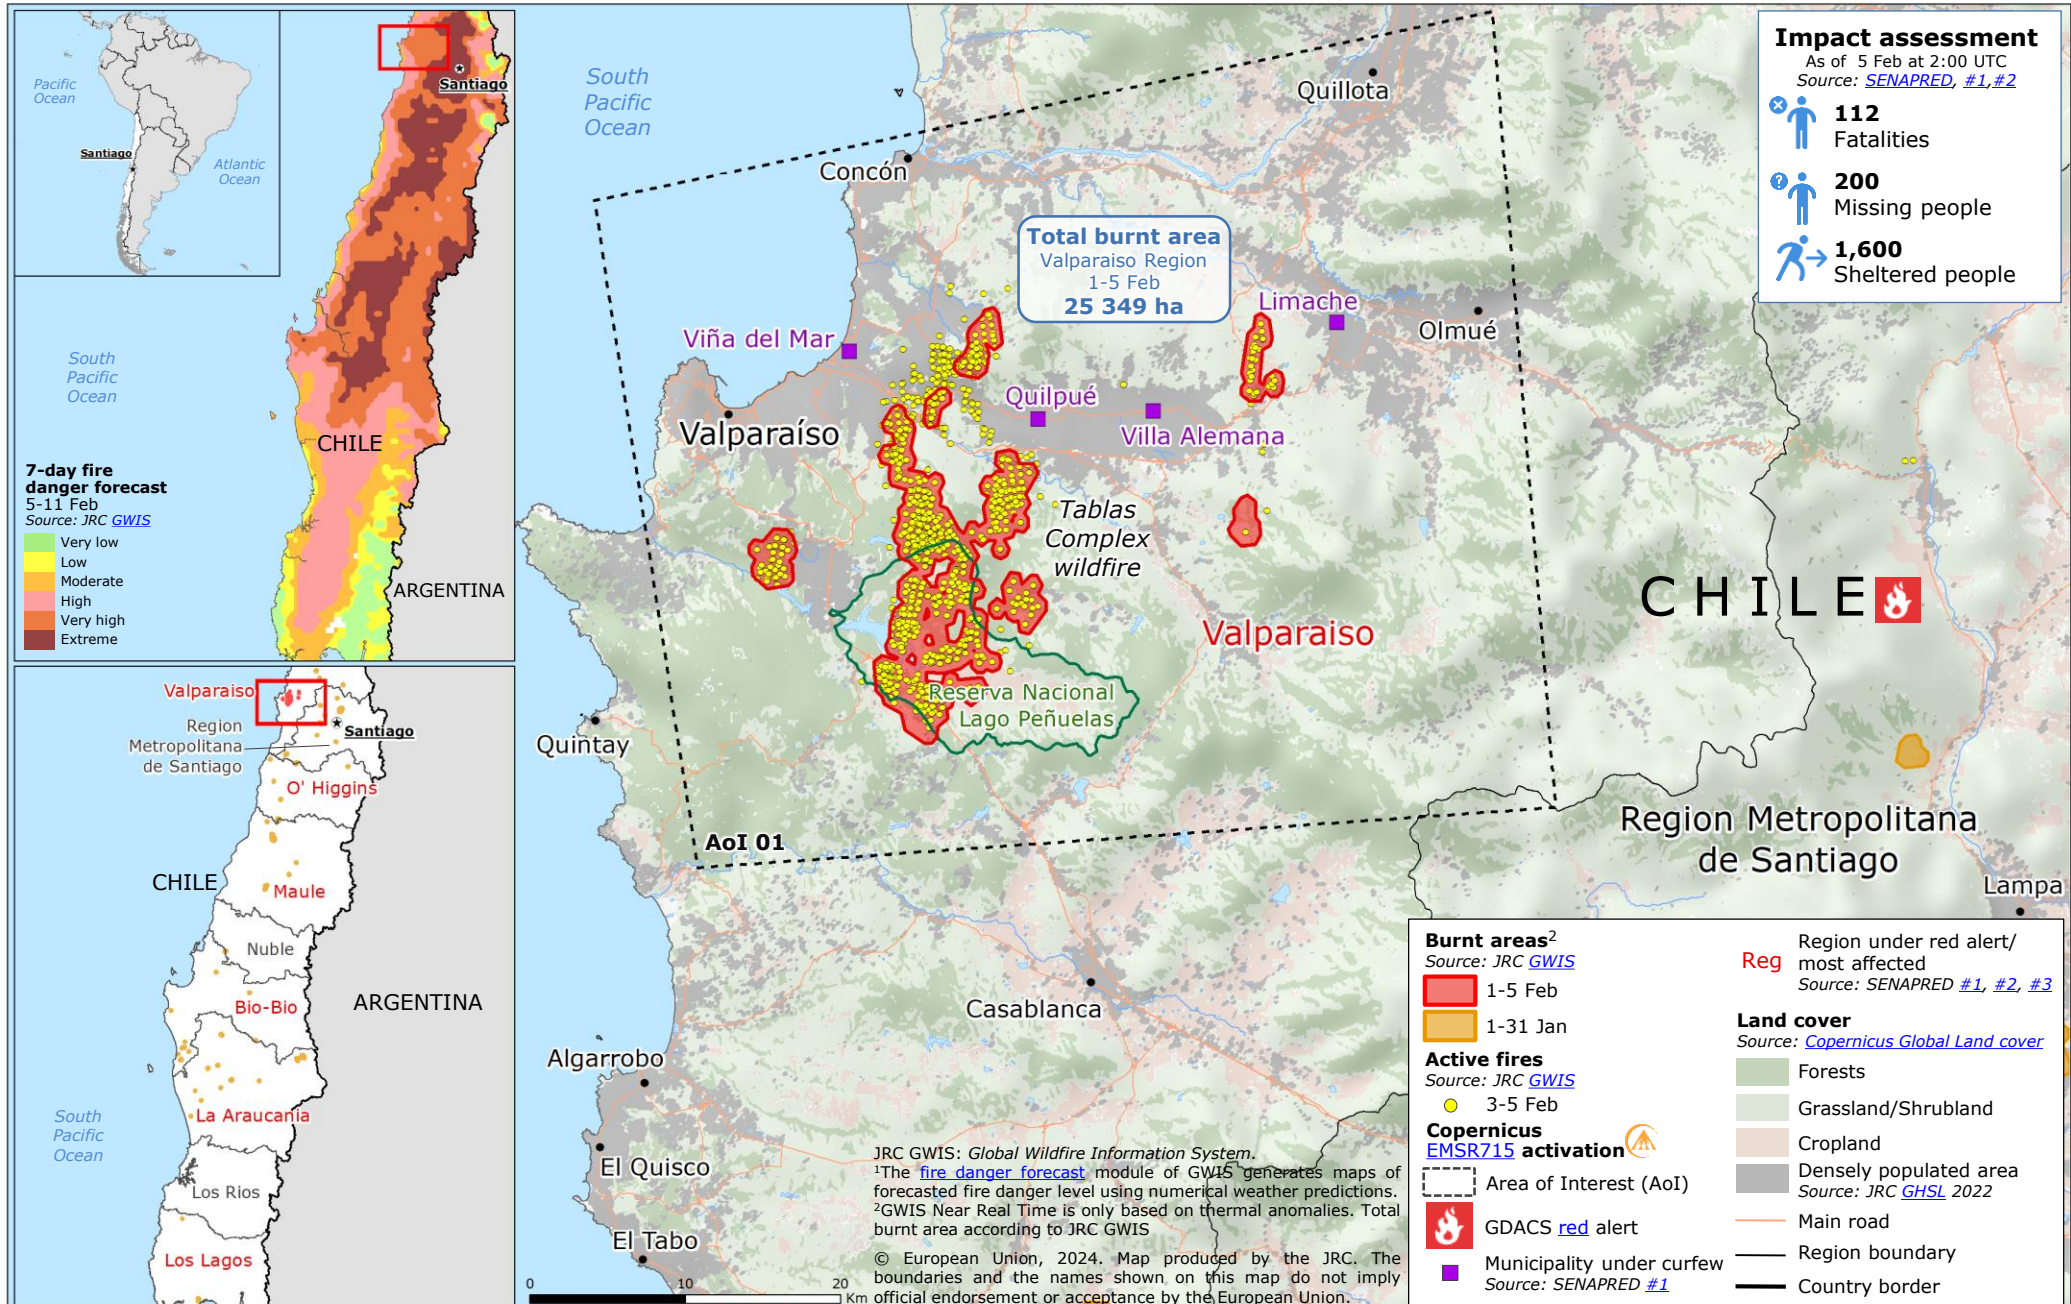 Pacific
Ocean
Santiago
Atlantic
Ocean
Santiago
South
Pacific
Ocean
CHILE
ARGENTINA
7-day fire
danger forecast
5-11 Feb
Source: JRC GWIS
Very low
Low
Moderate
High
Very high
Extreme
Valparaiso
Region
Metropolitana
de Santiago
Santiago
O' Higgins
Maule
CHILE
Nuble
Bio-Bio
ARGENTINA
La Araucania
South
Pacific
Ocean
Los Rios
Los Lagos
South
Pacific
Ocean
Quillota
Concón
Total burnt area
Valparaiso Region
1-5 Feb
25 349 ha
Limache
Olmué
Viña del Mar
Quilpué
Valparaíso
Villa Alemana
Tablas
Complex
wildfire
CHILE
Valparaiso
Reserva Nacional
Lago Peñuelas
Quintay
AoI 01
Region Metropolitana
de Santiago
Lampa
Casablanca
Algarrobo
El Quisco
El Tabo
0 10 20 Km
Impact assessment
As of 5 Feb at 2:00 UTC
Source: SENAPRED, #1,#2
112
Fatalities
200
Missing people
1,600
Sheltered people
JRC GWIS: Global Wildfire Information System.
1The fire danger forecast module of GWIS generates maps of
forecasted fire danger level using numerical weather predictions.
2GWIS Near Real Time is only based on thermal anomalies. Total
burnt area according to JRC GWIS
© European Union, 2024. Map produced by the JRC. The
boundaries and the names shown on this map do not imply
official endorsement or acceptance by the European Union.
Burnt areas2
Source: JRC GWIS
1-5 Feb
1-31 Jan
Active fires
Source: JRC GWIS
3-5 Feb
Copernicus
EMSR715 activation
Area of Interest (AoI)
GDACS red alert
Municipality under curfew
Source: SENAPRED #1
Reg
Region under red alert/
most affected
Source: SENAPRED #1, #2, #3
Land cover
Source: Copernicus Global Land cover
Forests
Grassland/Shrubland
Cropland
Densely populated area
Source: JRC GHSL 2022
Main road
Region boundary
Country border